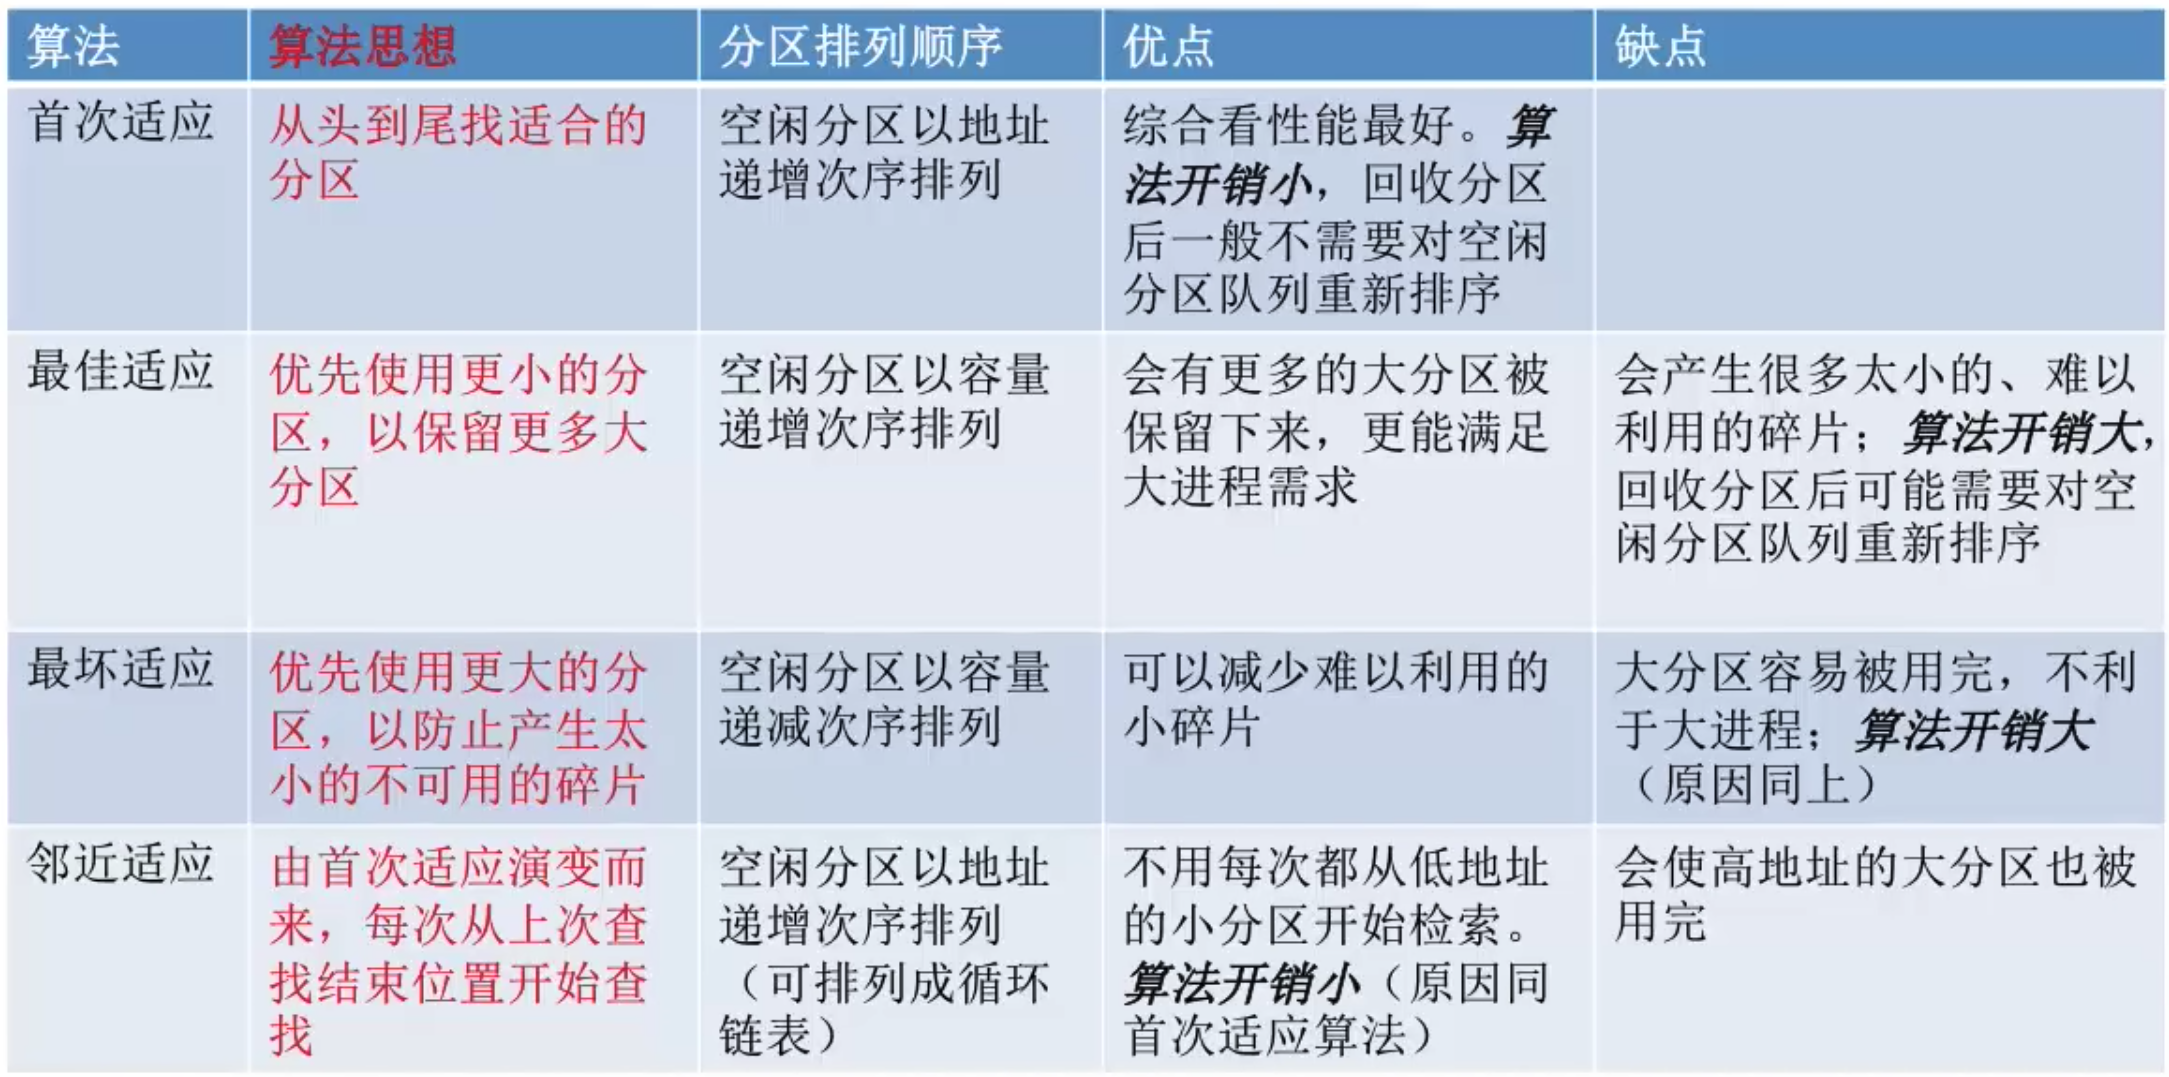 算法
算法思想
分区排列顺序
优点
缺点
首次适应
从头到尾找适合的
分区
空闲分区以地址
递增次序排列
综合看性能最好。算
法开销小，回收分区
后一般不需要对空闲
分区队列重新排序
最佳适应
优先使用更小的分
区，以保留更多大
分区
空闲分区以容量
递增次序排列
会有更多的大分区被
保留下来，更能满足
大进程需求
会产生很多太小的、难以
利用的碎片；算法开销大，
回收分区后可能需要对空
闲分区队列重新排序
最坏适应
优先使用更大的分
区，以防止产生太
小的不可用的碎片
空闲分区以容量
递减次序排列
可以减少难以利用的
小碎片
大分区容易被用完，不利
于大进程；算法开销大
（原因同上）
邻近适应
由首次适应演变而
来，每次从上次查
找结束位置开始查
找
空闲分区以地址
递增次序排列
（可排列成循环
链表）
不用每次都从低地址
的小分区开始检索。
算法开销小（原因同
首次适应算法）
会使高地址的大分区也被
用完